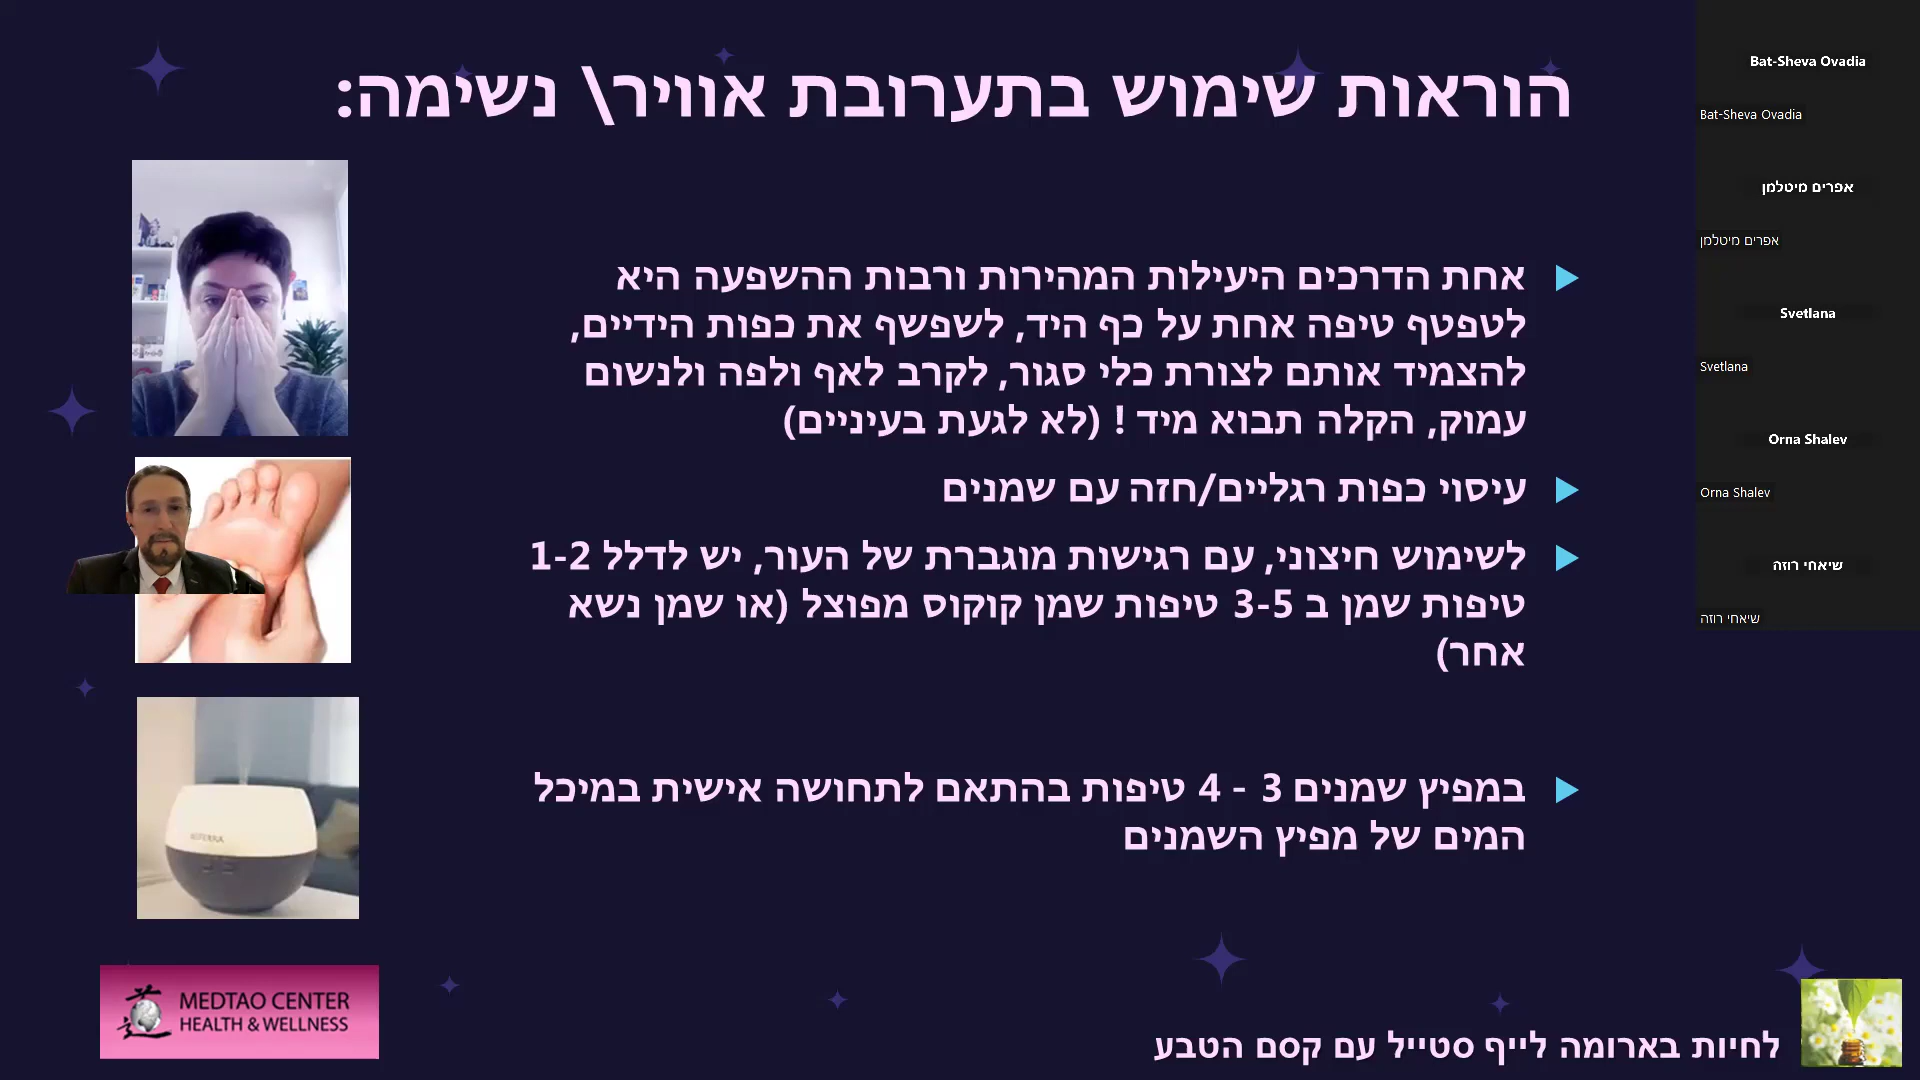 הוראות שימוש בתערובת אוויר\ נשימה:
אחת הדרכים היעילות המהירות ורבות ההשפעה היא
לטפטף טיפה אחת על כף היד, לשפשף את כפות הידיים,
להצמיד אותם לצורת כלי סגור, לקרב לאף ולפה ולנשום
עמוק, הקלה תבוא מיד ! (לא לגעת בעיניים)
עיסוי כפות רגליים/חזה עם שמנים
לשימוש חיצוני, עם רגישות מוגברת של העור, יש לדלל 1-2
טיפות שמן ב 3-5 טיפות שמן קוקוס מפוצל (או שמן נשא
אחר)
במפיץ שמנים 3 - 4 טיפות בהתאם לתחושה אישית במיכל
המים של מפיץ השמנים
MEDTAO CENTER
HEALTH & WELLNESS
לחיות בארומה לייף סטייל עם קסם הטבע
Bat-Sheva Ovadia
Bat-Sheva Ovadia
אפרים מיטלמן
אפרים מיטלמן
Svetlana
Svetlana
Orna Shalev
Orna Shalev
שיאחי רוזה
שיאחי רוזה